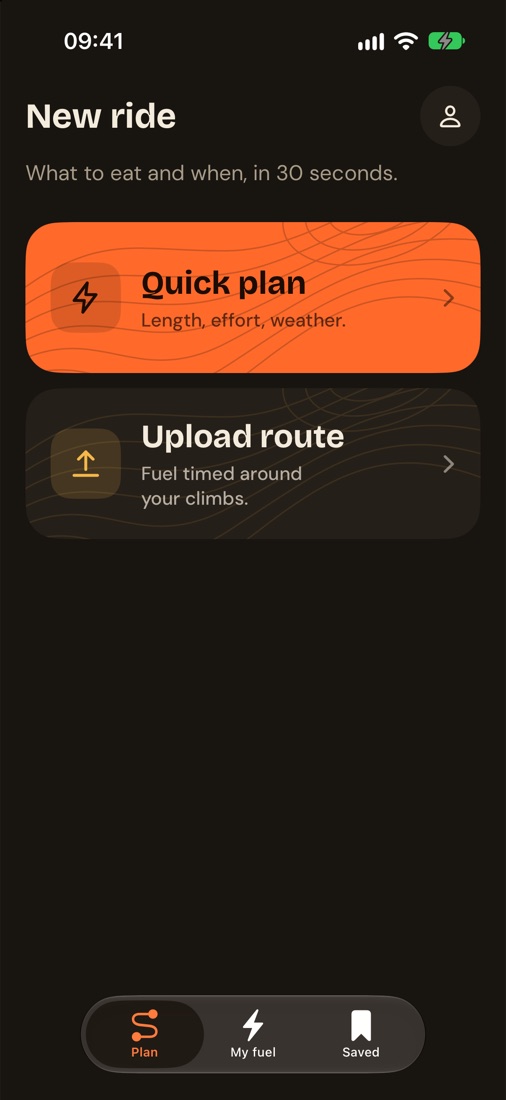 09:41
New ride
What to eat and when, in 30 seconds.
Quick plan
Length, effort, weather.
Upload route
Fuel timed around
your climbs.
Plan
My fuel
Saved